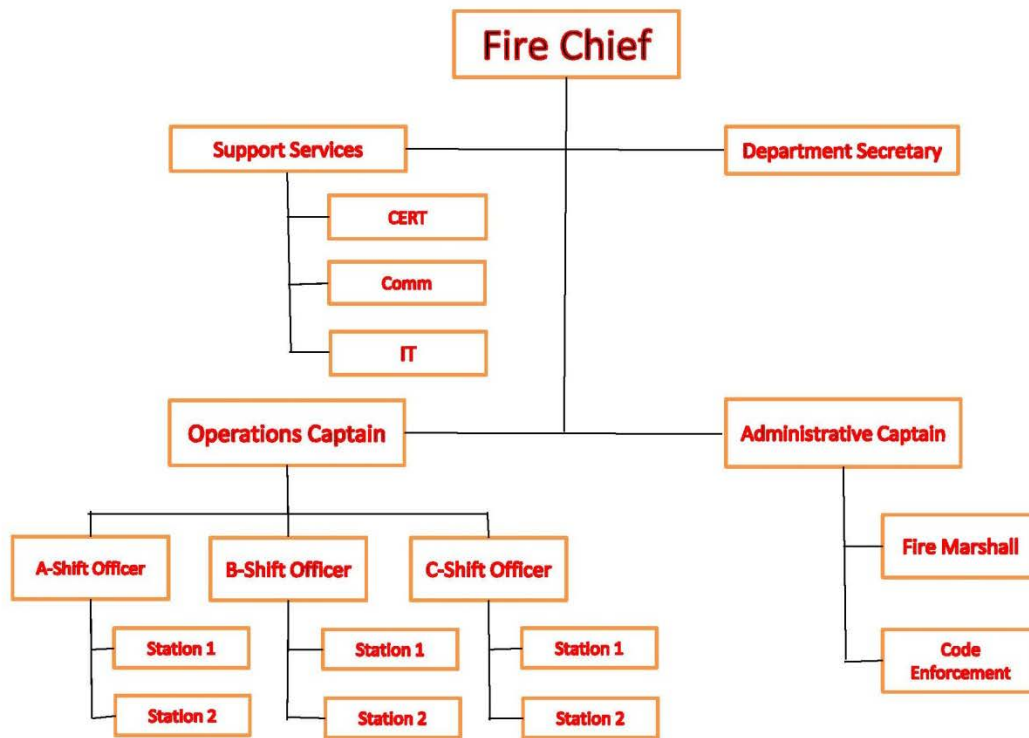 Fire Chief
Support Services
Department Secretary
CERT
Comm
IT
Operations Captain
Administrative Captain
A-Shift Officer
B-Shift Officer
C-Shift Officer
Fire Marshall
Station 1
Station 1
Station 1
Code
Enforcement
Station 2
Station 2
Station 2